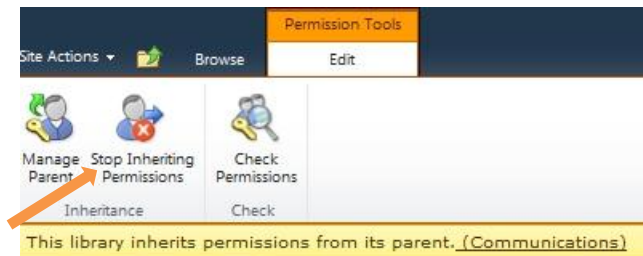 Permission Tools
Site Actions Browse Edit
Manage Parent
Stop Inheriting Permissions
Check Permissions
Inheritance Check
This library inherits permissions from its parent. (Communications)